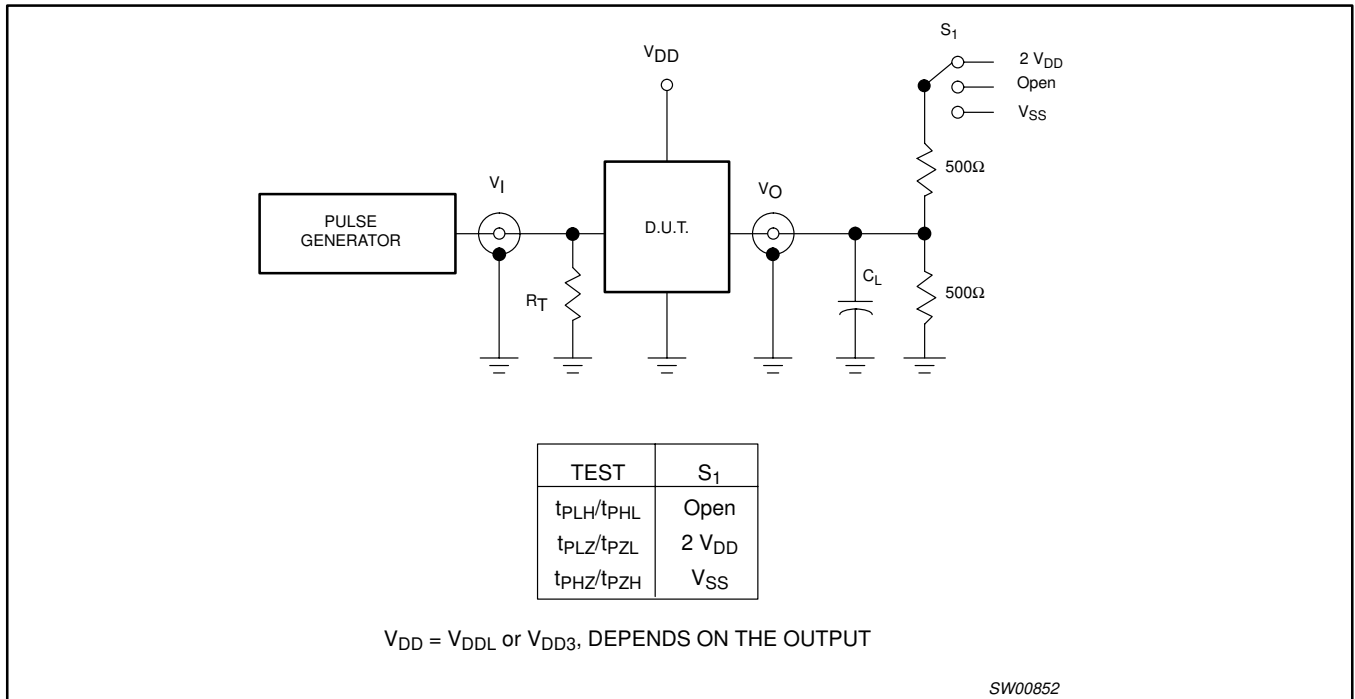 S1
2 VDD
Open
VSS
VDD
500Ω
VI
VO
PULSE
GENERATOR
D.U.T.
CL
500Ω
RT
TEST S1
tPLH/tPHL Open
tPLZ/tPZL 2 VDD
tPHZ/tPZH VSS
VDD = VDDL or VDD3, DEPENDS ON THE OUTPUT
SW00852